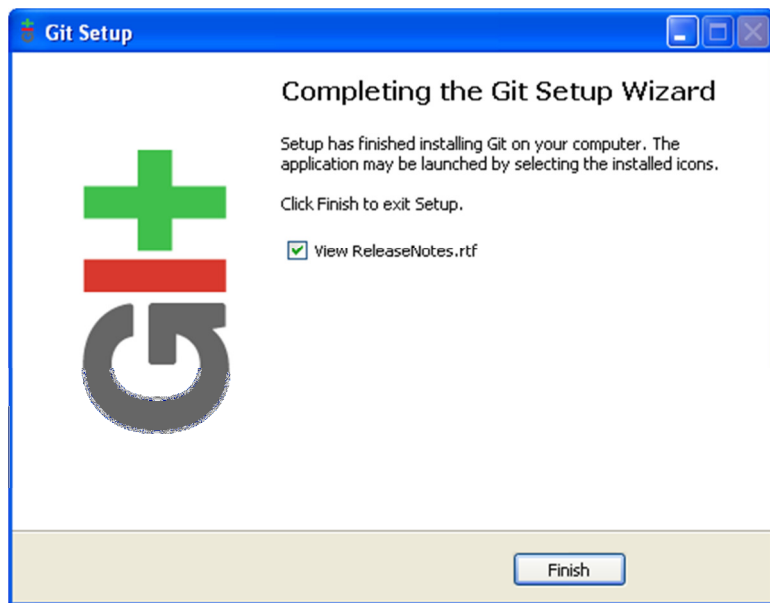 Git Setup
Completing the Git Setup Wizard
Setup has finished installing Git on your computer. The
application may be launched by selecting the installed icons.
Click Finish to exit Setup.
View ReleaseNotes.rtf
Git
Finish